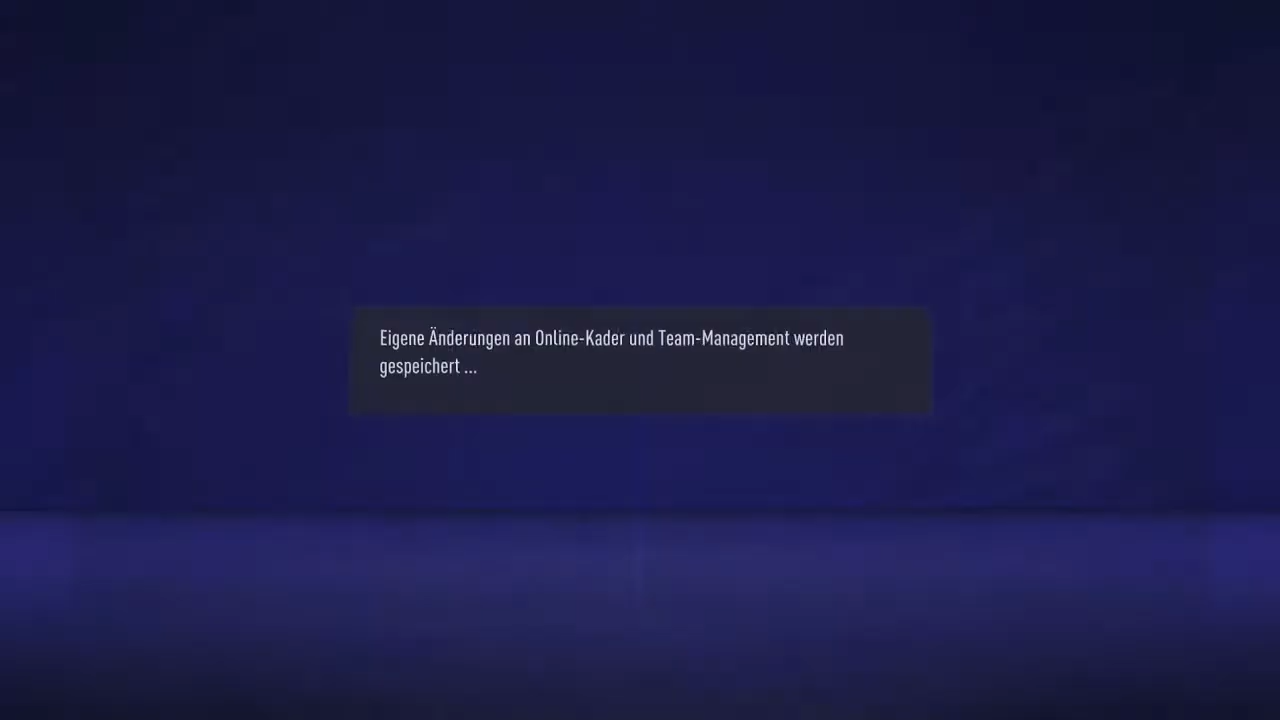 Eigene Änderungen an Online-Kader und Team-Management werden
gespeichert ...